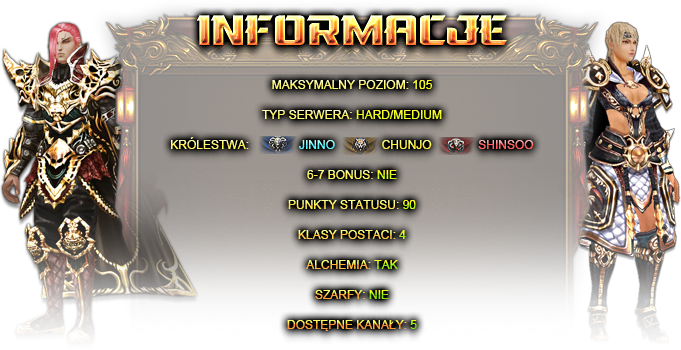 INFORMACJE
MAKSYMALNY POZIOM: 105
TYP SERWERA: HARD/MEDIUM
KRÓLESTWA: JINNO CHUNJO SHINSOO
6-7 BONUS: NIE
PUNKTY STATUSU: 90
KLASY POSTACI: 4
ALCHEMIA: TAK
SZARFY: NIE
DOSTĘPNE KANAŁY: 5